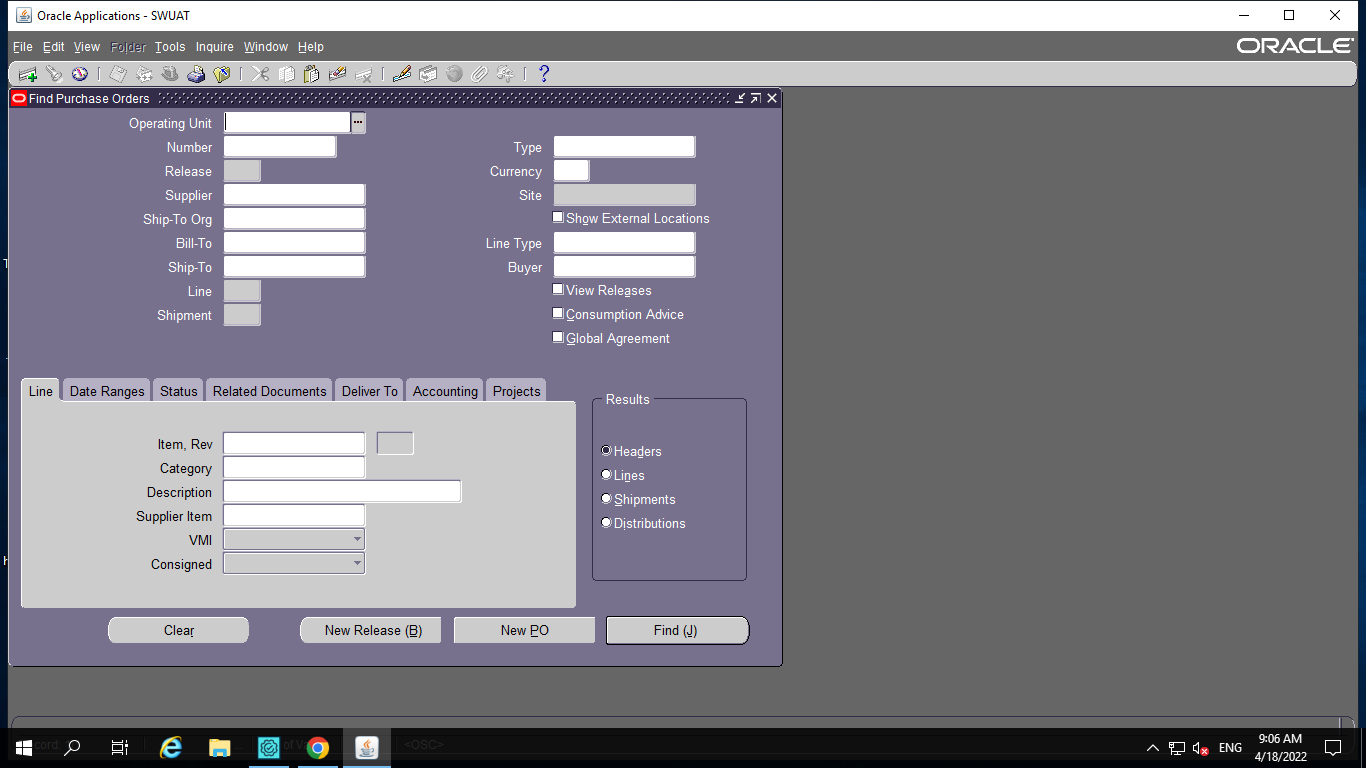 Oracle Applications - SWUAT
File Edit View Folder Tools Inquire Window Help
ORACLE
Find Purchase Orders
Operating Unit
Number
Type
Release
Currency
Supplier
Site
Ship-To Org
Show External Locations
Bill-To
Line Type
Ship-To
Buyer
Line
View Releases
Shipment
Consumption Advice
Global Agreement
Line Date Ranges Status Related Documents Deliver To Accounting Projects
Results
Item, Rev
Headers
Category
Lines
Description
Shipments
Supplier Item
Distributions
VMI
Consigned
Clear
New Release (B)
New PO
Find (J)
<OSC>
ENG
9:06 AM
4/18/2022